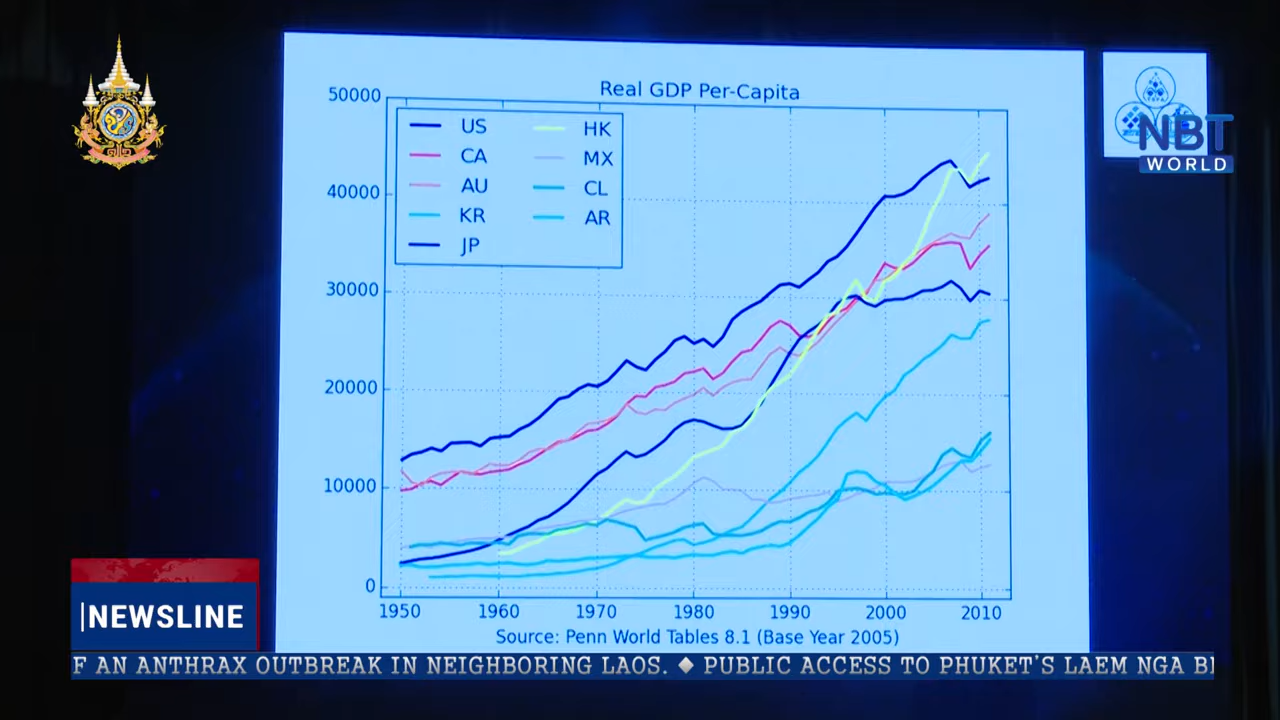 Real GDP Per-Capita
50000
40000
30000
20000
10000
0
US
CA
AU
KR
JP
HK
MX
CL
AR
1950 1960 1970 1980 1990 2000 2010
Source: Penn World Tables 8.1 (Base Year 2005)
NBT
WORLD
NEWSLINE
F AN ANTHRAX OUTBREAK IN NEIGHBORING LAOS. ◆ PUBLIC ACCESS TO PHUKET'S LAEM NGA